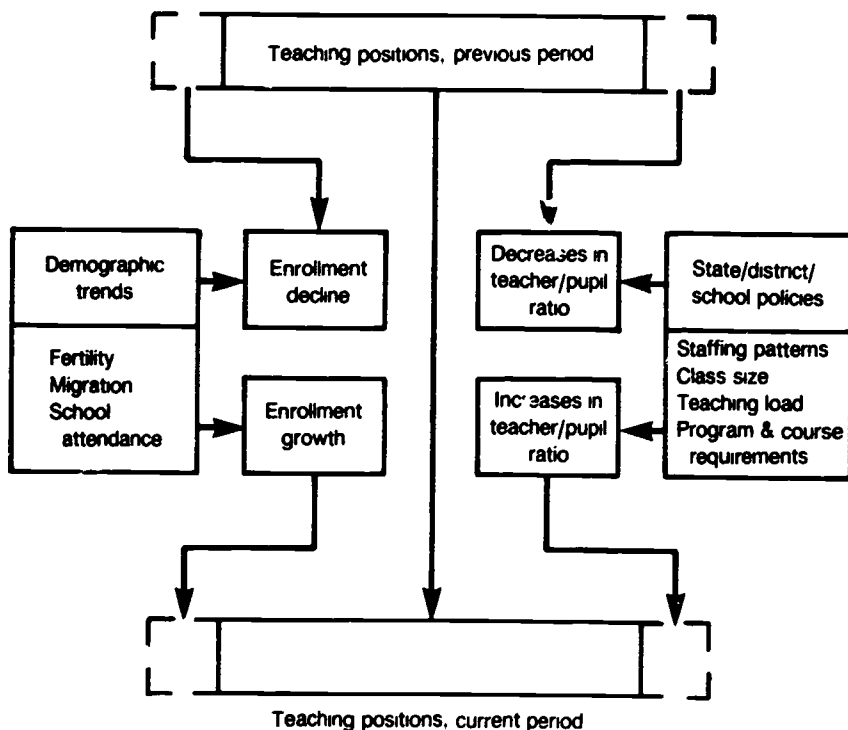 Teaching positions, previous period
Demographic
trends
Fertility
Migration
School
attendance
Enrollment
decline
Enrollment
growth
Decreases in
teacher/pupil
ratio
Increases in
teacher/pupil
ratio
State/district/
school policies
Staffing patterns
Class size
Teaching load
Program & course
requirements
Teaching positions, current period